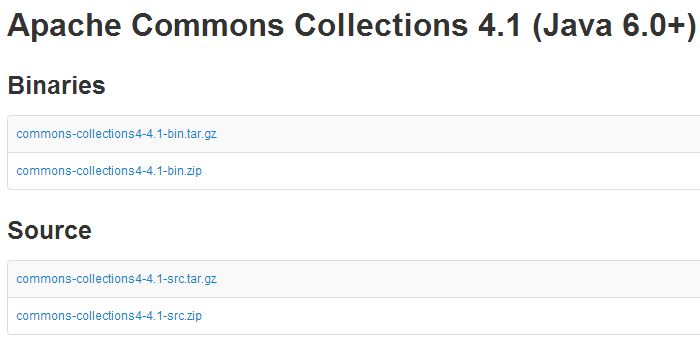 Apache Commons Collections 4.1 (Java 6.0+)
Binaries
commons-collections4-4.1-bin.tar.gz
commons-collections4-4.1-bin.zip
Source
commons-collections4-4.1-src.tar.gz
commons-collections4-4.1-src.zip